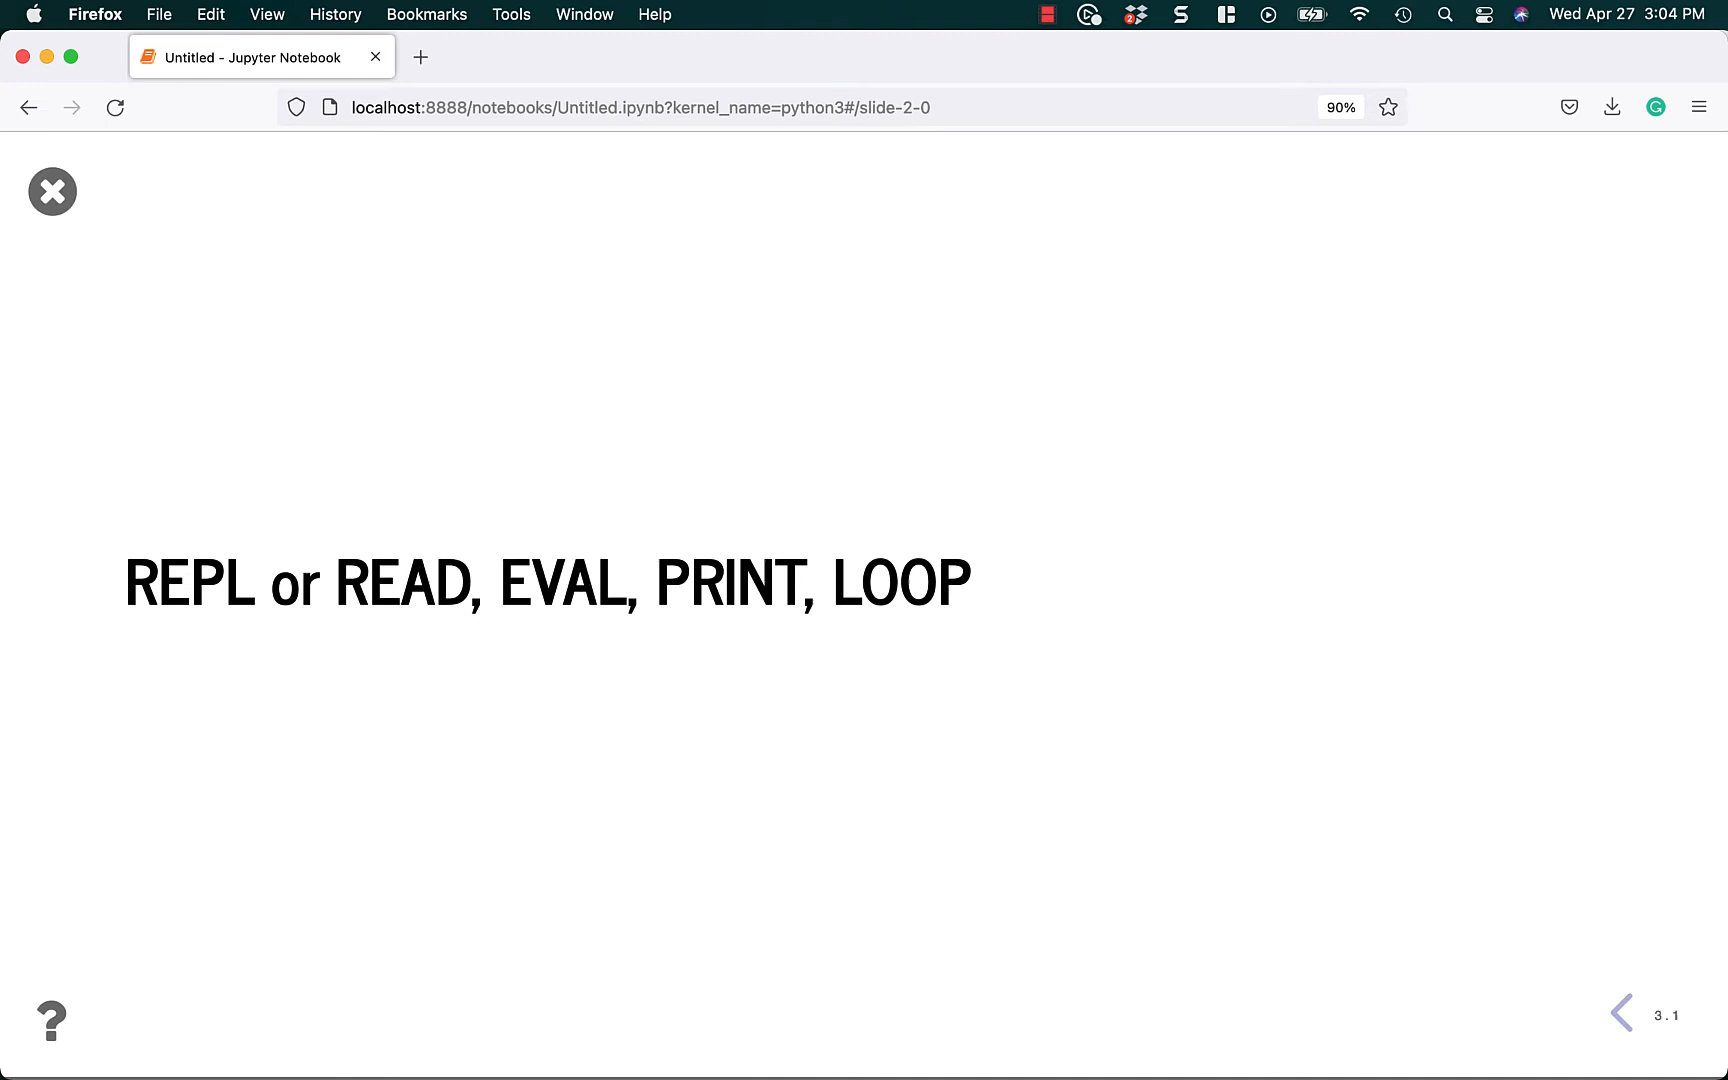 Firefox File Edit View History Bookmarks Tools Window Help 2 Wed Apr 27 3:04 PM
Untitled - Jupyter Notebook
localhost:8888/notebooks/Untitled.ipynb?kernel_name=python3#/slide-2-0 90%
REPL or READ, EVAL, PRINT, LOOP
3.1